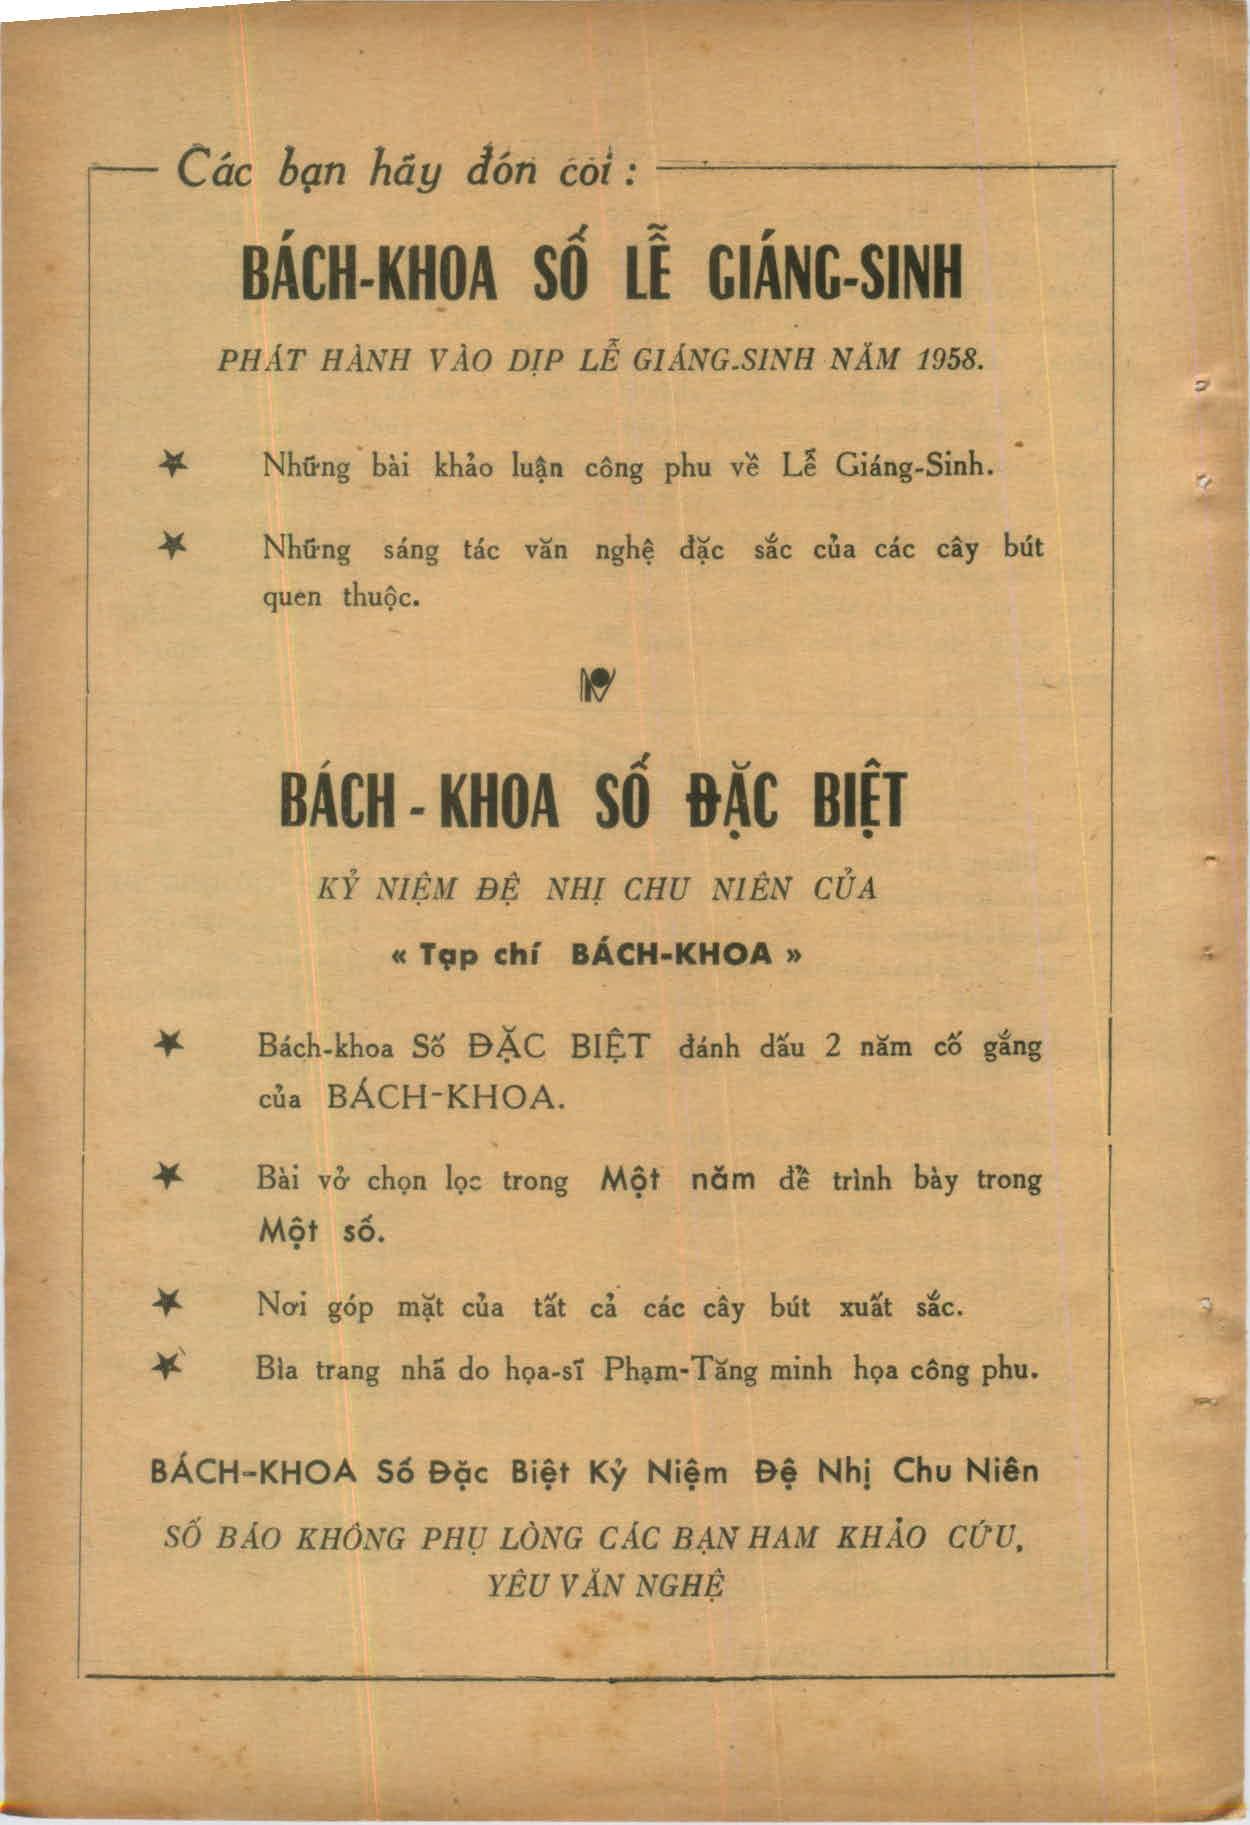 Các bạn hãy đón coi :
BÁCH-KHOA SỐ LỄ GIÁNG-SINH
PHÁT HÀNH VÀO DỊP LỄ GIÁNG-SINH NĂM 1958.
Những bài khảo luận công phu về Lễ Giáng-Sinh.
Những sáng tác văn nghệ đặc sắc của các cây bút
quen thuộc.
BÁCH - KHOA SỐ ĐẶC BIỆT
KỶ NIỆM ĐỆ NHỊ CHU NIÊN CỦA
« Tạp chí BÁCH-KHOA »
Bách-khoa Số ĐẶC BIỆT đánh dấu 2 năm cố gắng
của BÁCH-KHOA.
Bài vở chọn lọc trong Một năm để trình bày trong
Một số.
Nơi góp mặt của tất cả các cây bút xuất sắc.
Bìa trang nhã do họa-sĩ Phạm-Tăng minh họa công phu.
BÁCH-KHOA Số Đặc Biệt Kỷ Niệm Đệ Nhị Chu Niên
SỐ BÁO KHÔNG PHỤ LÒNG CÁC BẠN HAM KHẢO CỨU,
YÊU VĂN NGHỆ